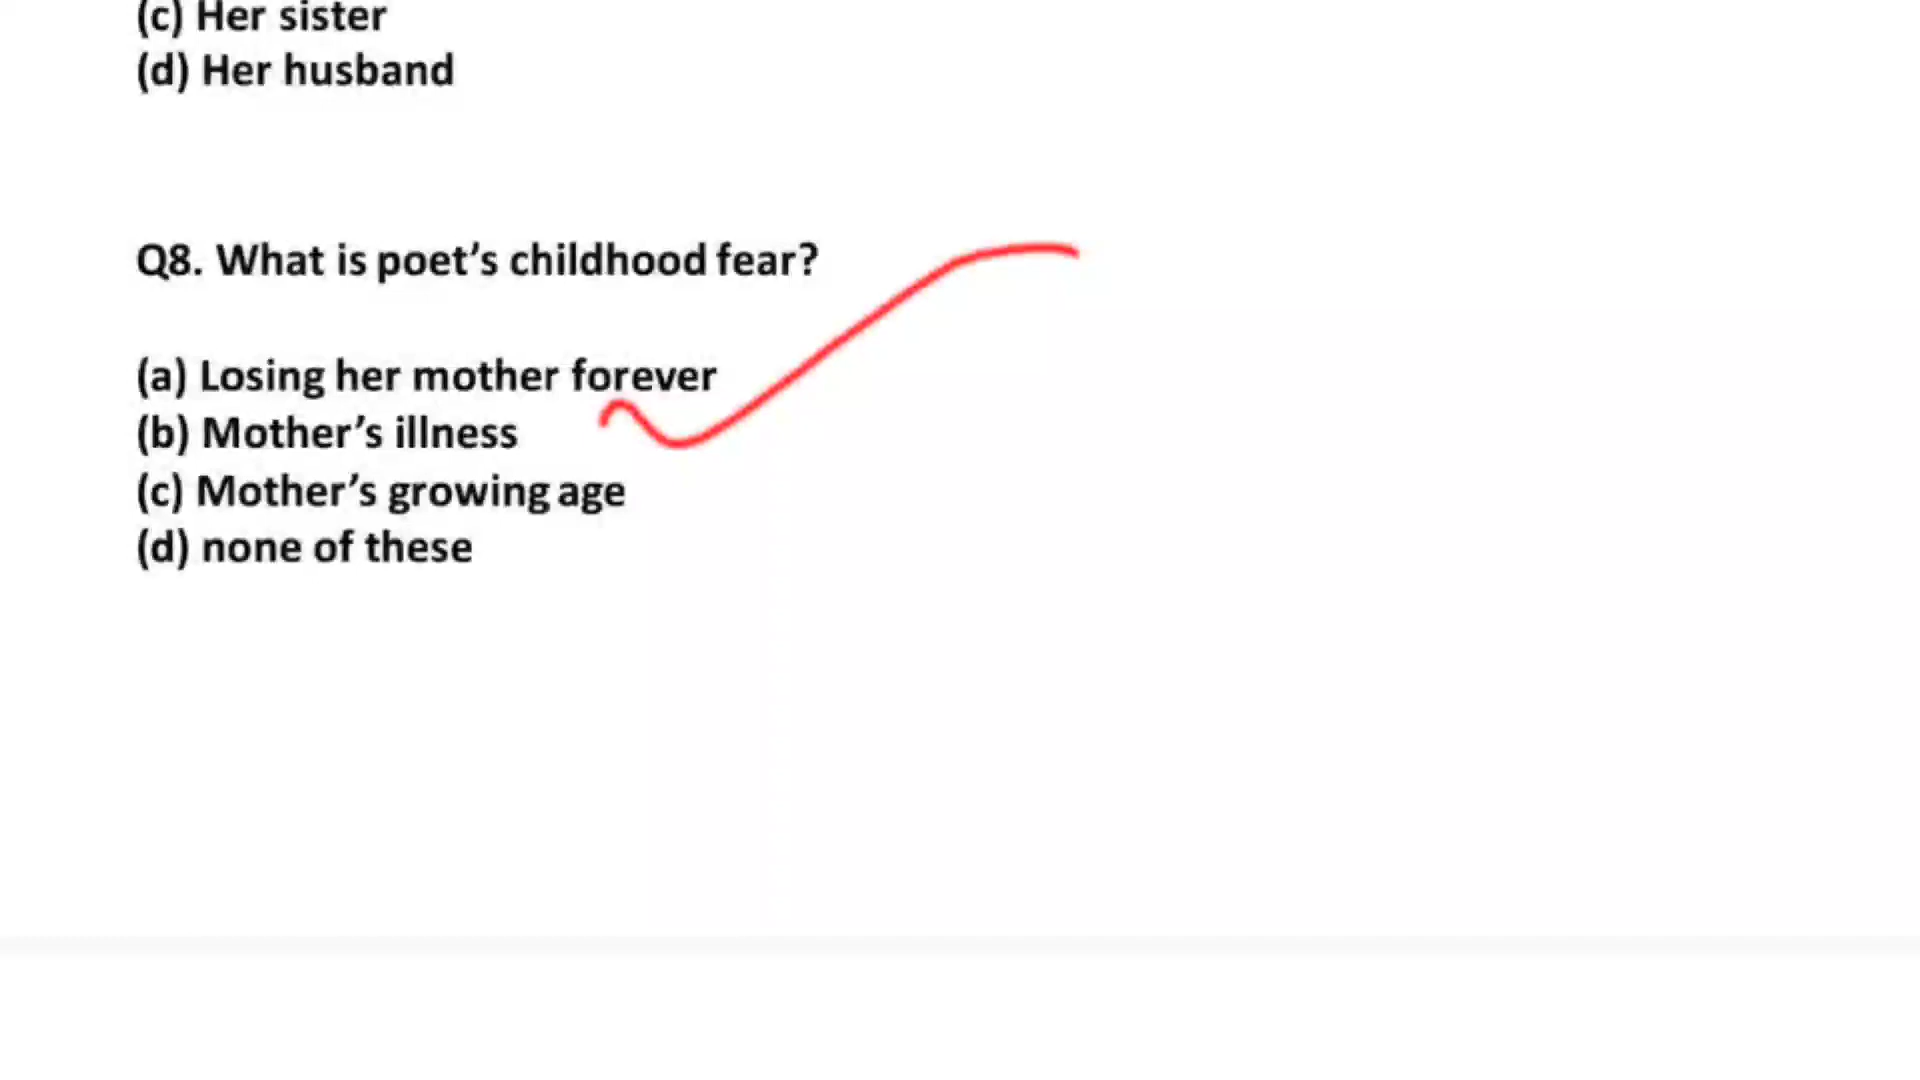 (c) Her sister
(d) Her husband
Q8. What is poet’s childhood fear?
(a) Losing her mother forever
(b) Mother’s illness
(c) Mother’s growing age
(d) none of these